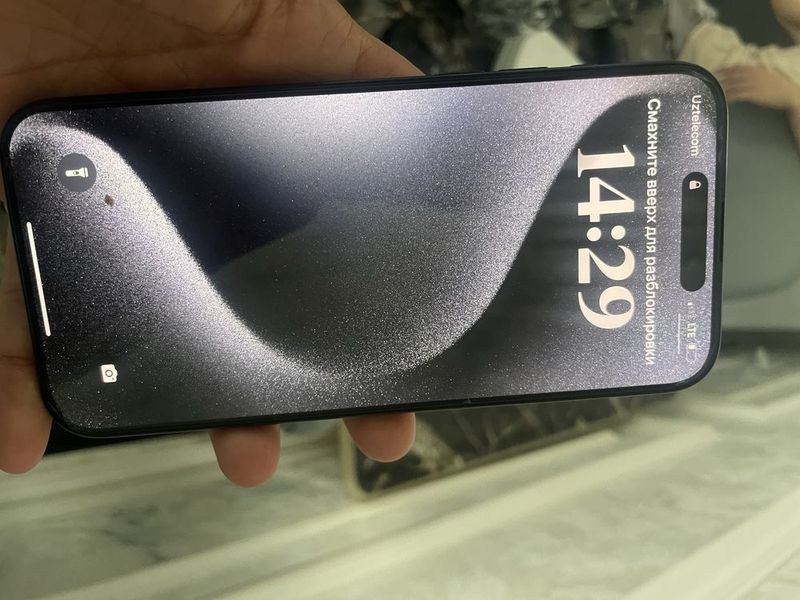 Uztelecom
LTE
Смахните вверх для разблокировки
14:29